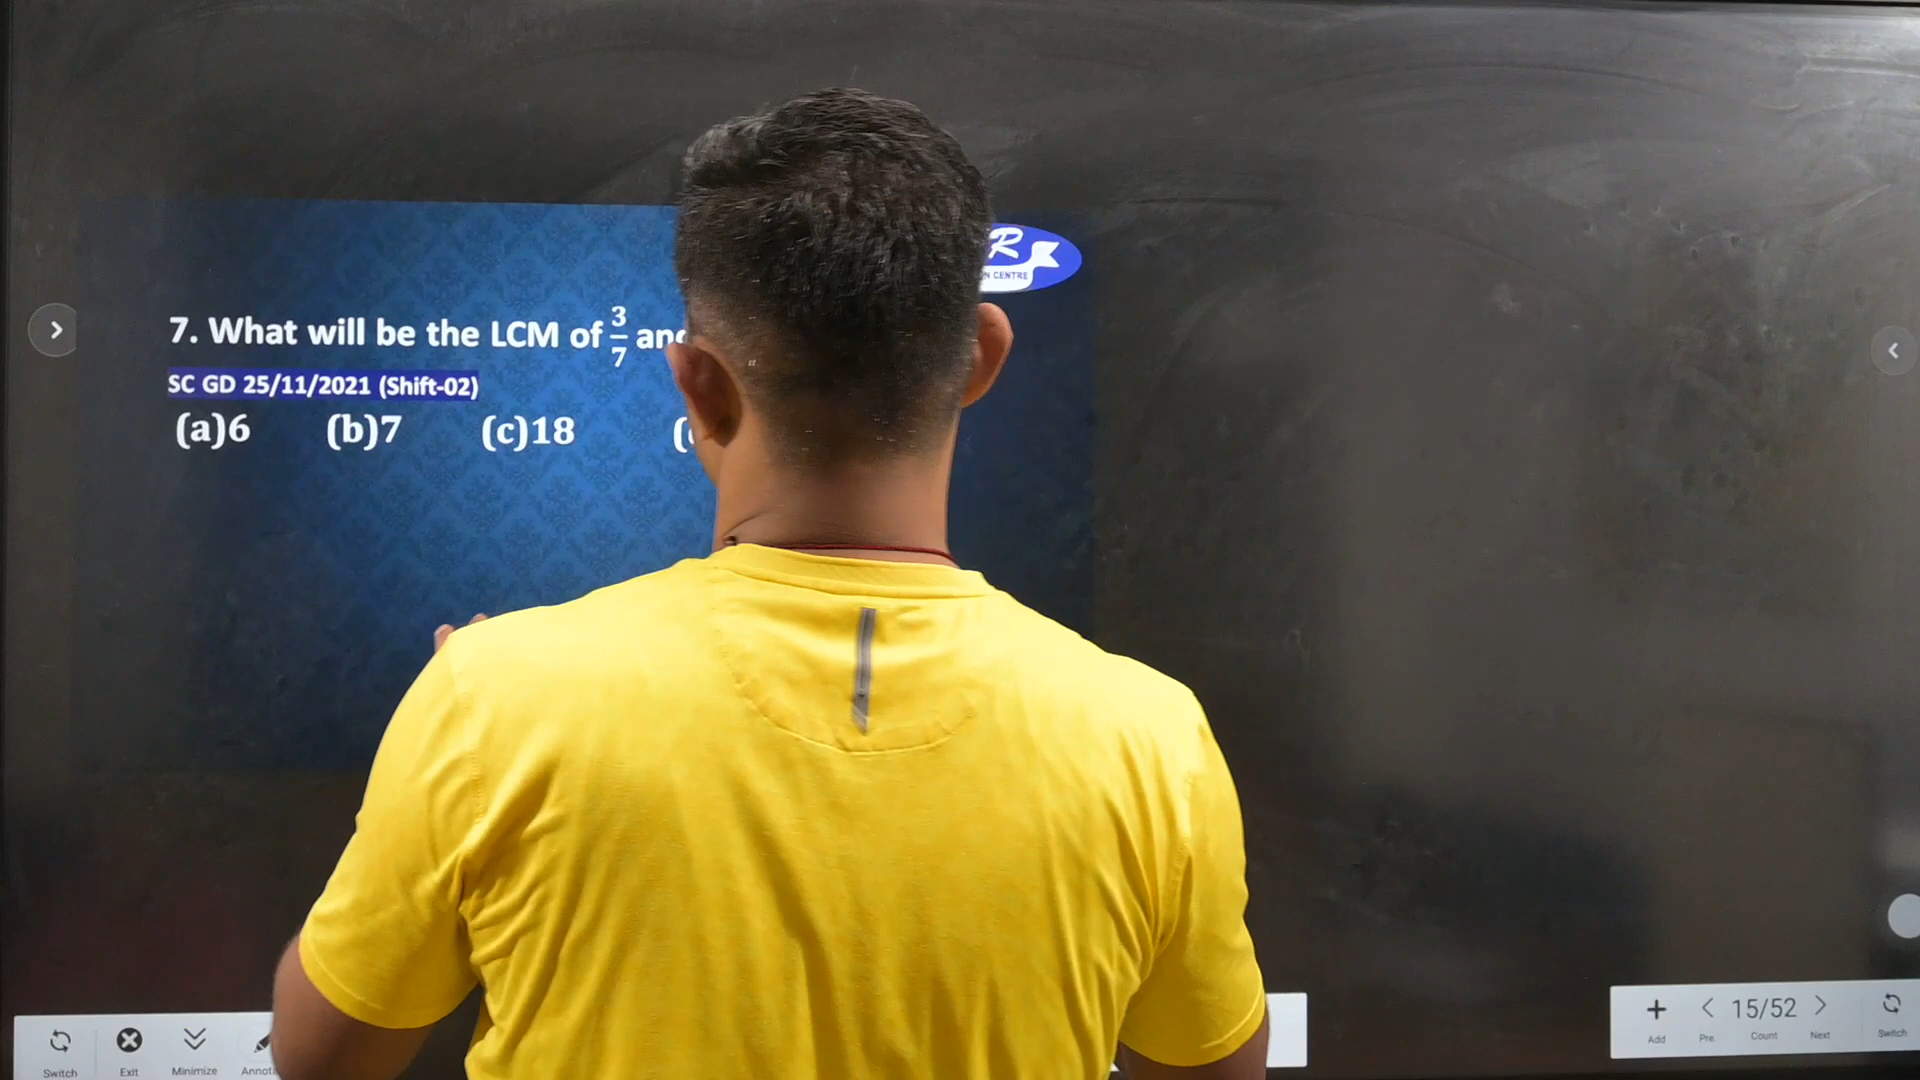 R
N CENTRE
7. What will be the LCM of 3/7 and
SC GD 25/11/2021 (Shift-02)
(a)6 (b)7 (c)18
Switch Exit Minimize
15/52
Add Pre. Count Next Switch